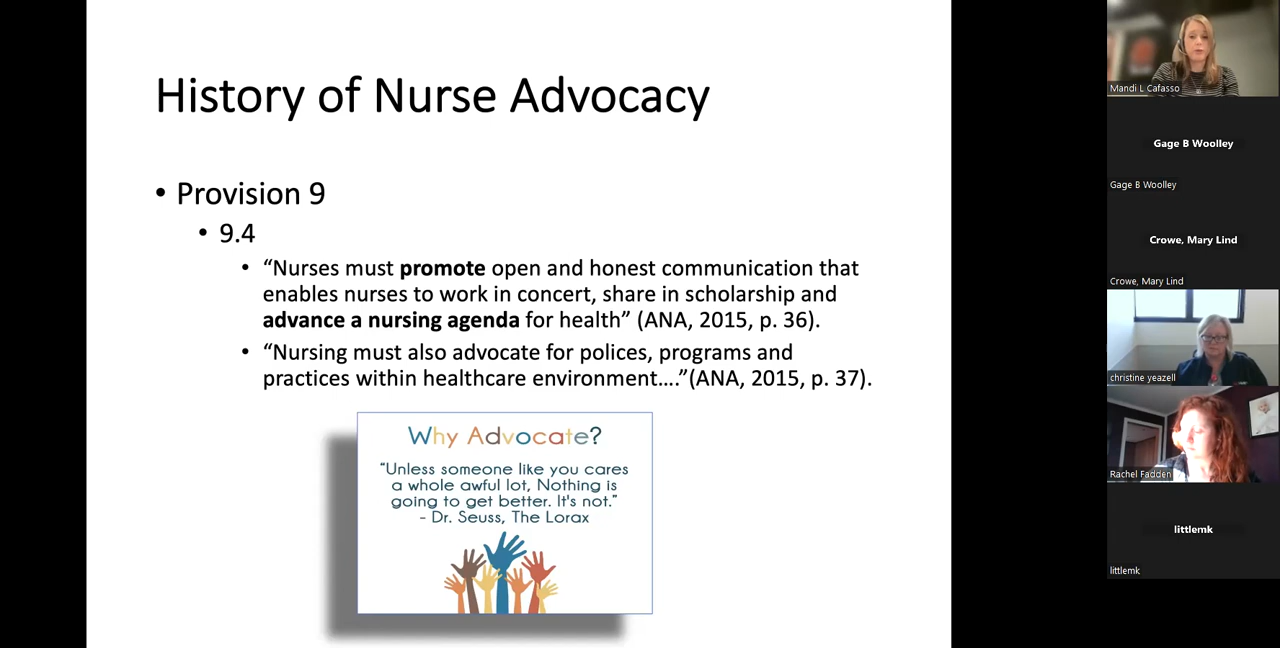 History of Nurse Advocacy
• Provision 9
• 9.4
• “Nurses must promote open and honest communication that
enables nurses to work in concert, share in scholarship and
advance a nursing agenda for health” (ANA, 2015, p. 36).
• “Nursing must also advocate for polices, programs and
practices within healthcare environment….”(ANA, 2015, p. 37).
Why Advocate?
“Unless someone like you cares
a whole awful lot, Nothing is
going to get better. It's not.”
- Dr. Seuss, The Lorax
Mandi L Cafasso
Gage B Woolley
Gage B Woolley
Crowe, Mary Lind
Crowe, Mary Lind
christine yeazell
Rachel Fadden
littlemk
littlemk